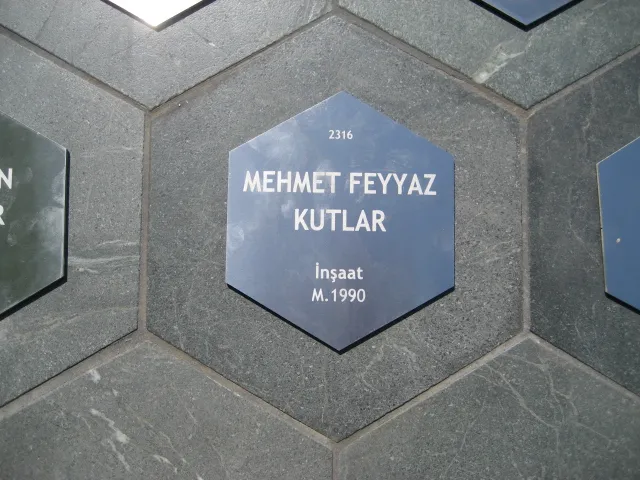 2316
MEHMET FEYYAZ
KUTLAR
İnşaat
M.1990